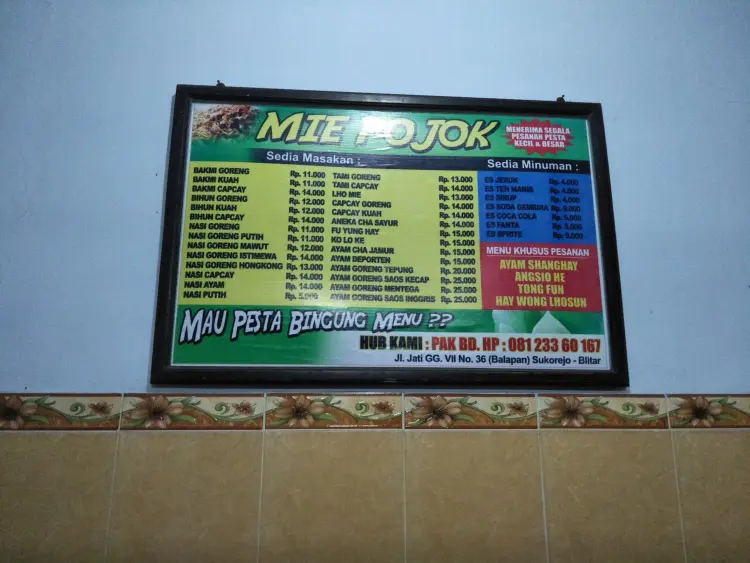 MIE POJOK
MENERIMA SEGALA
PESANAN PESTA
KECIL & BESAR
Sedia Masakan :
BAKMI GORENG Rp. 11.000
BAKMI KUAH Rp. 11.000
BAKMI CAPCAY Rp. 14.000
BIHUN GORENG Rp. 12.000
BIHUN KUAH Rp. 12.000
BIHUN CAPCAY Rp. 14.000
NASI GORENG Rp. 11.000
NASI GORENG PUTIH Rp. 11.000
NASI GORENG MAWUT Rp. 12.000
NASI GORENG ISTIMEWA Rp. 14.000
NASI GORENG HONGKONG Rp. 13.000
NASI CAPCAY Rp. 14.000
NASI AYAM Rp. 14.000
NASI PUTIH Rp. 5.000
TAMI GORENG Rp. 13.000
TAMI CAPCAY Rp. 14.000
LHO MIE Rp. 14.000
CAPCAY GORENG Rp. 14.000
CAPCAY KUAH Rp. 14.000
ANEKA CHA SAYUR Rp. 14.000
FU YUNG HAY Rp. 15.000
KO LO KE Rp. 15.000
AYAM CHA JAMUR Rp. 15.000
AYAM DEPORTEN Rp. 15.000
AYAM GORENG TEPUNG Rp. 20.000
AYAM GORENG SAOS KECAP Rp. 25.000
AYAM GORENG MENTEGA Rp. 25.000
AYAM GORENG SAOS INGGRIS Rp. 25.000
Sedia Minuman :
ES JERUK Rp. 4.000
ES TEH MANIS Rp. 4.000
ES SIRUP Rp. 4.000
ES SODA GEMBIRA Rp.
ES COCA COLA Rp. 5.000
ES FANTA Rp. 5.000
ES SPRITE Rp. 5.000
MENU KHUSUS PESANAN
AYAM SHANGHAY
ANGSIO HE
TONG FUH
HAY WONG LHOSUN
MAU PESTA BINGUNG MENU ??
HUB KAMI : PAK BD. HP : 081 233 60 167
Jl. Jati GG. VII No. 36 (Balapan) Sukorejo - Blitar